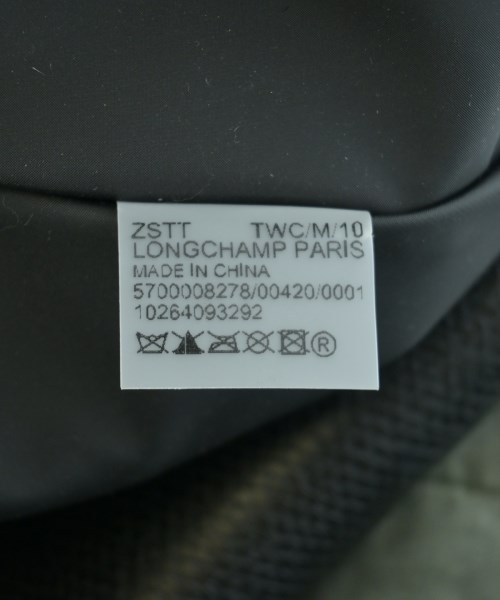 ZSTT TWC/M/10
LONGCHAMP PARIS
MADE IN CHINA
5700008278/00420/0001
10264093292
®